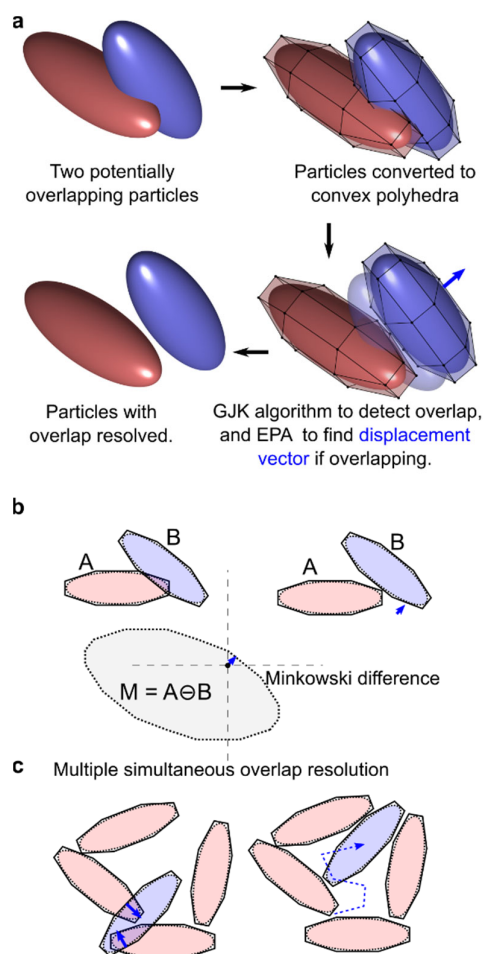 a
Two potentially
overlapping particles
Particles converted to
convex polyhedra
Particles with
overlap resolved.
GJK algorithm to detect overlap,
and EPA to find displacement
vector if overlapping.
b
A
B
A
B
M = A⊖B
Minkowski difference
c
Multiple simultaneous overlap resolution